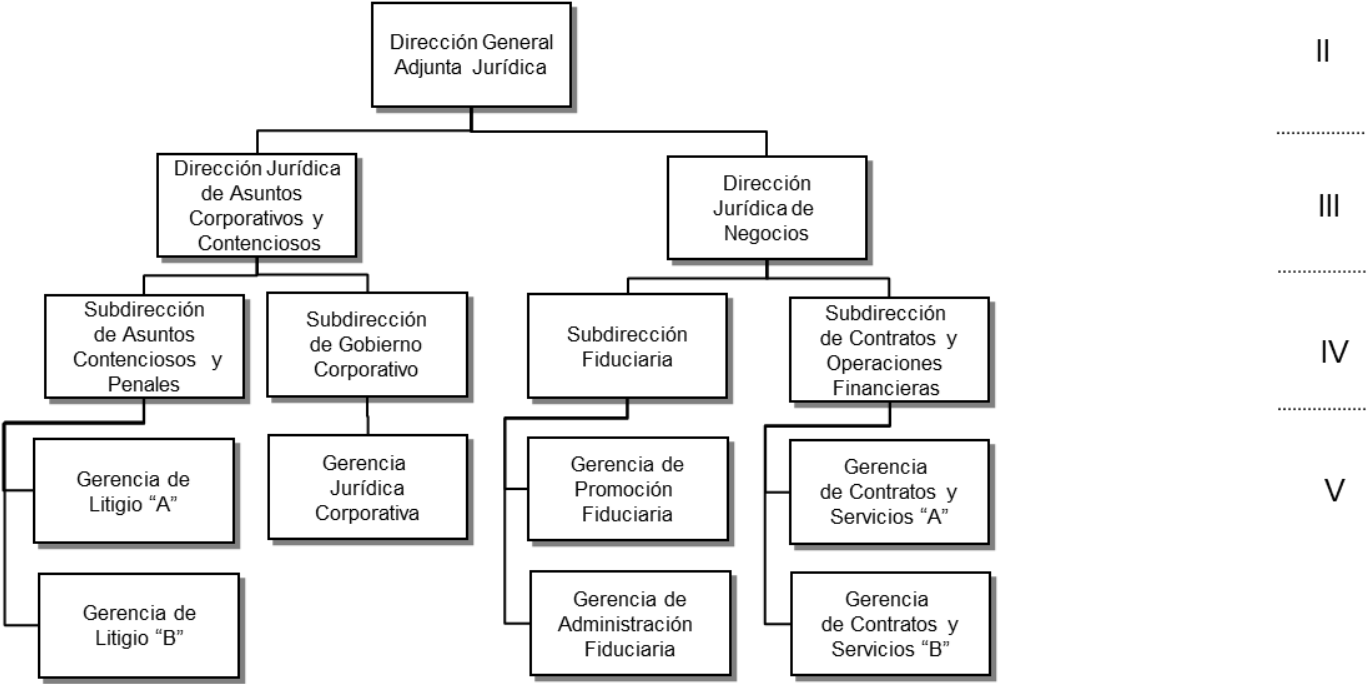 Dirección General
Adjunta Jurídica
II
Dirección Jurídica
de Asuntos
Corporativos y
Contenciosos
Dirección
Jurídica de
Negocios
III
Subdirección
de Asuntos
Contenciosos y
Penales
Subdirección
de Gobierno
Corporativo
Subdirección
Fiduciaria
Subdirección
de Contratos y
Operaciones
Financieras
IV
Gerencia de
Litigio “A”
Gerencia
Jurídica
Corporativa
Gerencia de
Promoción
Fiduciaria
Gerencia
de Contratos y
Servicios “A”
V
Gerencia de
Litigio “B”
Gerencia de
Administración
Fiduciaria
Gerencia
de Contratos y
Servicios “B”